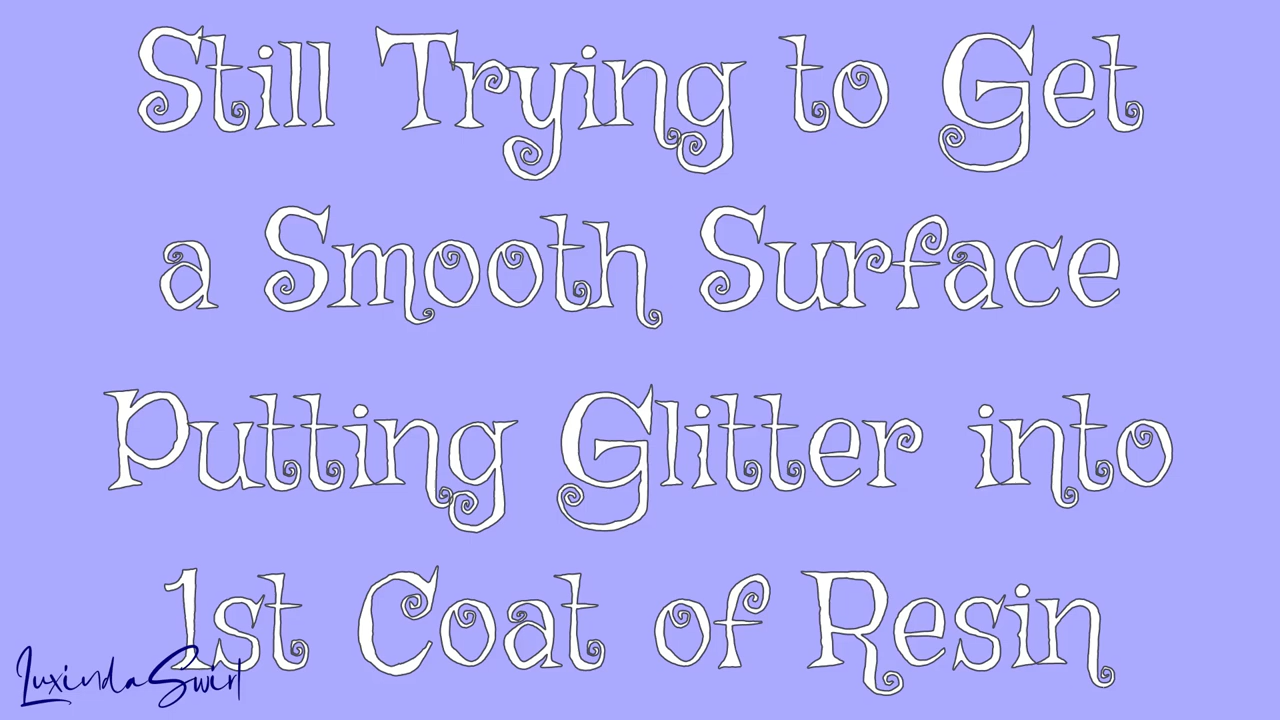 Still Trying to Get
a Smooth Surface
Putting Glitter into
1st Coat of Resin
LuxindaSwirl